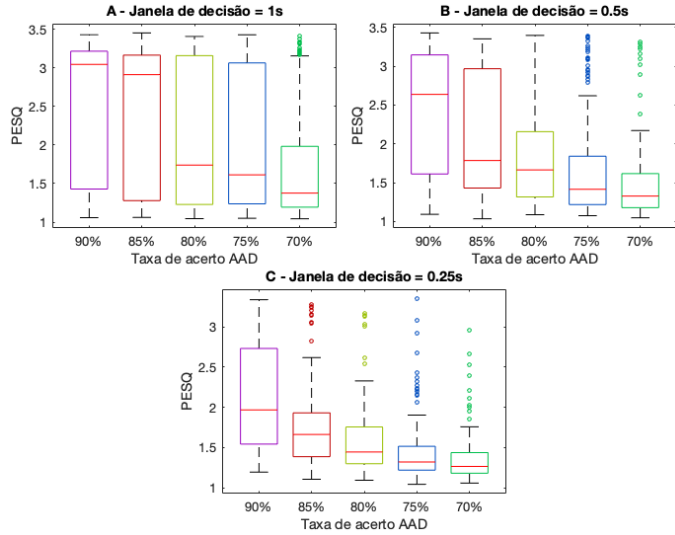 A - Janela de decisão = 1s
3.5
3
2.5
2
1.5
1
PESQ
90% 85% 80% 75% 70%
Taxa de acerto AAD
B - Janela de decisão = 0.5s
3.5
3
2.5
2
1.5
1
PESQ
90% 85% 80% 75% 70%
Taxa de acerto AAD
C - Janela de decisão = 0.25s
3
2.5
2
1.5
1
PESQ
90% 85% 80% 75% 70%
Taxa de acerto AAD